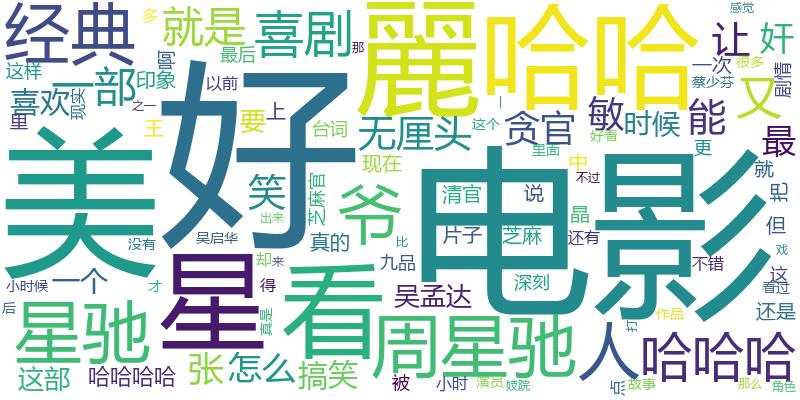 经典
多
就是
喜剧
那
麗
哈哈
感觉
让
奸
这样
一部
印象
啊
最后
以前
一次
很多
蔡少芬
剧情
喜欢
现实
之一
里
王
要
上
台词
无厘头
这个
一
贪官
敏
时候
能
又
最
美
好
笑
芝麻官
现在
里面
好看
中
更
不过
就
把
电影
爷
清官
说
晶
但
没有
吴启华
出来
真的
比
片子
芝麻
还有
戏
小时候
一个
才
却
来
九品
不错
这
看过
后
星
得
看
吴孟达
深刻
还是
星驰
真是
周星驰
人
作品
打
哈哈哈
这部
哈哈哈哈
张
怎么
搞笑
被
小时
演员
妓院
点
故事
那么
角色